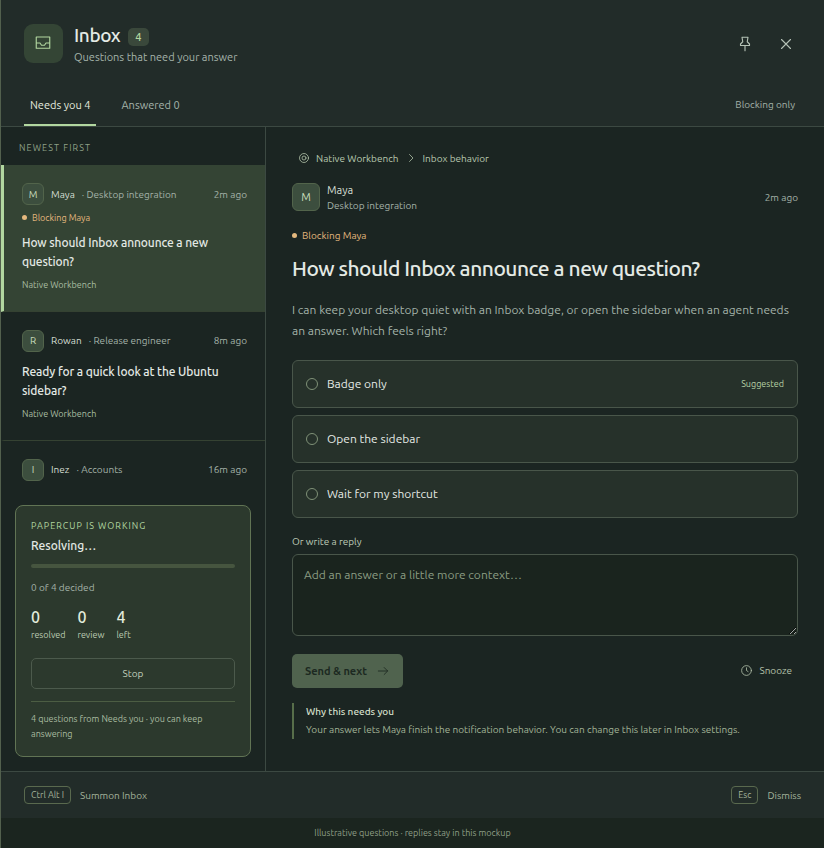 Inbox 4
Questions that need your answer
Needs you 4
Answered 0
Blocking only
NEWEST FIRST
M Maya · Desktop integration 2m ago
Blocking Maya
How should Inbox announce a new
question?
Native Workbench
R Rowan · Release engineer 8m ago
Ready for a quick look at the Ubuntu
sidebar?
Native Workbench
I Inez · Accounts 16m ago
PAPERCUP IS WORKING
Resolving...
0 of 4 decided
0 0 4
resolved review left
Stop
4 questions from Needs you · you can keep
answering
Native Workbench > Inbox behavior
M Maya
Desktop integration
2m ago
Blocking Maya
How should Inbox announce a new question?
I can keep your desktop quiet with an Inbox badge, or open the sidebar when an agent needs
an answer. Which feels right?
Badge only Suggested
Open the sidebar
Wait for my shortcut
Or write a reply
Add an answer or a little more context...
Send & next →
Snooze
Why this needs you
Your answer lets Maya finish the notification behavior. You can change this later in Inbox settings.
Ctrl Alt I Summon Inbox
Esc Dismiss
Illustrative questions · replies stay in this mockup